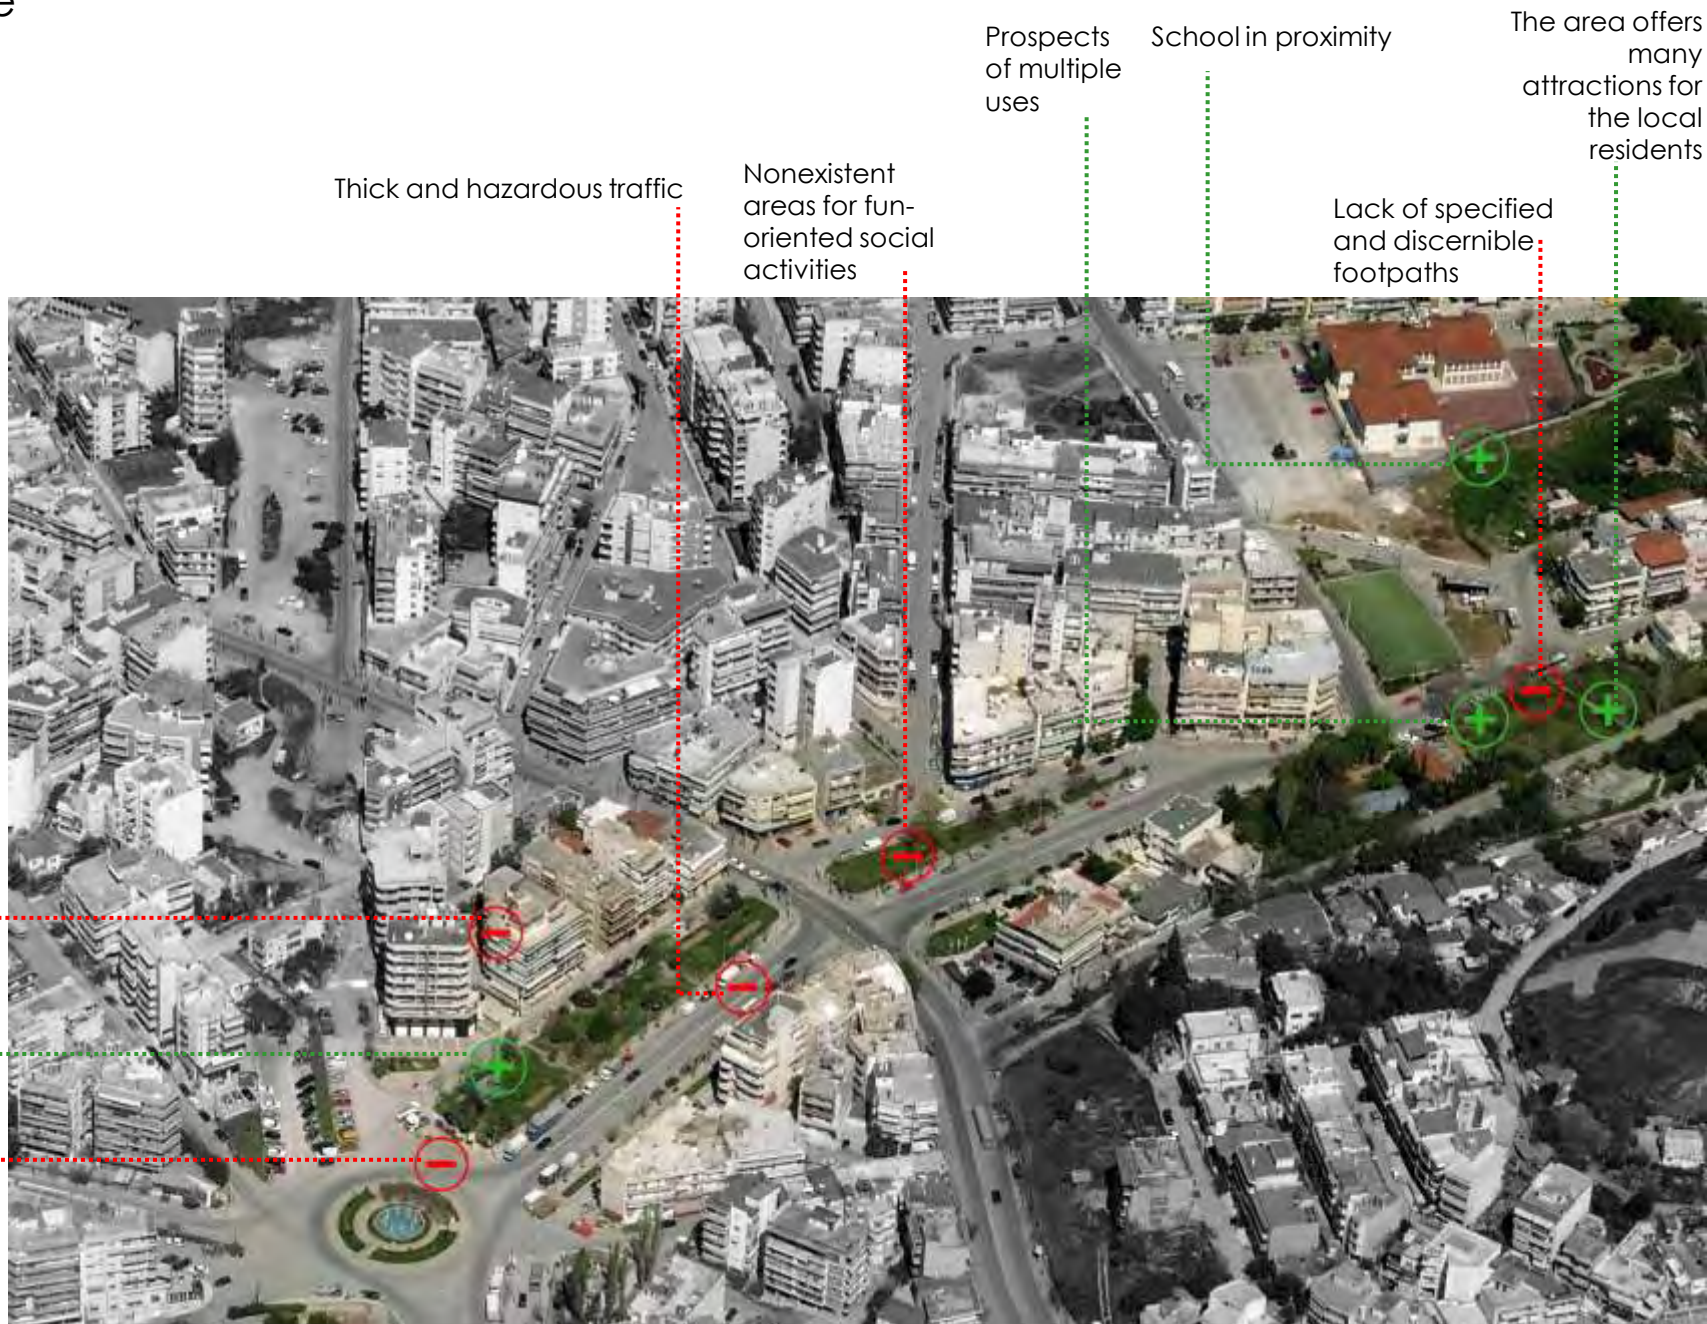 e
Prospects
of multiple
uses
School in proximity
The area offers
many
attractions for
the local
residents
Thick and hazardous traffic
Nonexistent
areas for fun-
oriented social
activities
Lack of specified
and discernible
footpaths